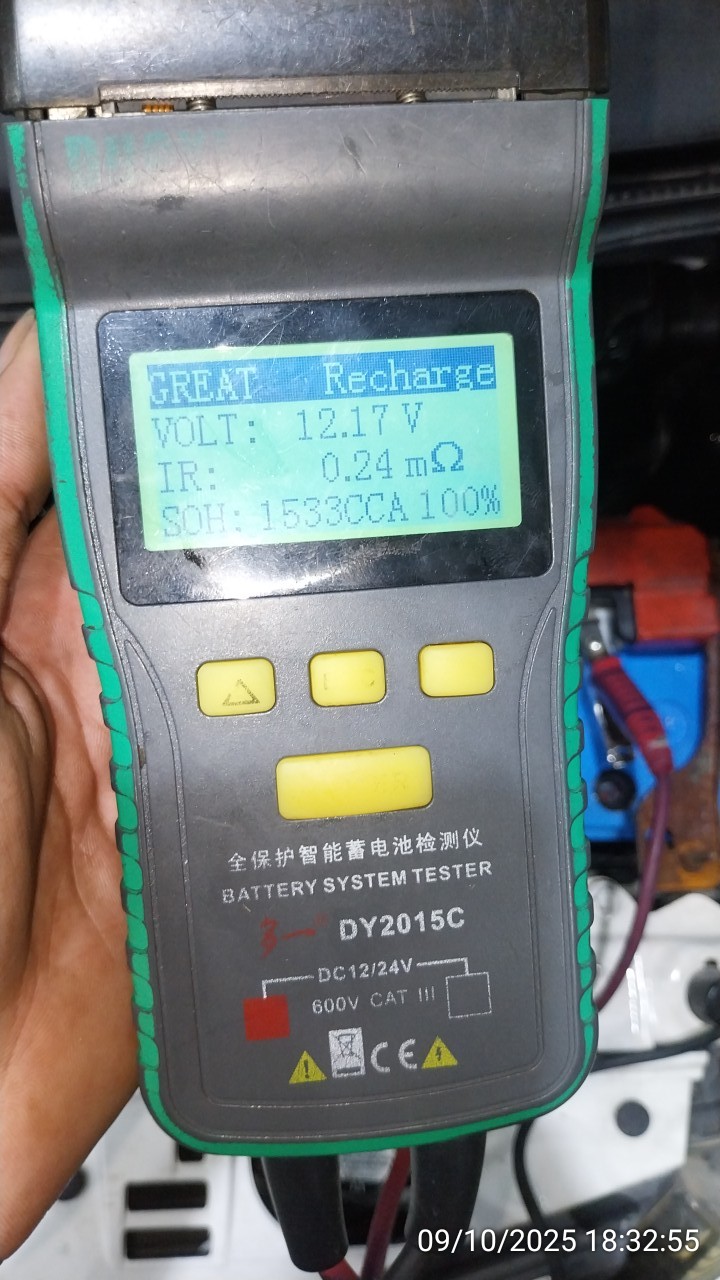 GREAT Recharge
VOLT: 12.17 V
IR: 0.24 mΩ
SOH: 1533CCA 100%
全保护智能蓄电池检测仪
BATTERY SYSTEM TESTER
DY2015C
DC12/24V
600V CAT III
CE
09/10/2025 18:32:55